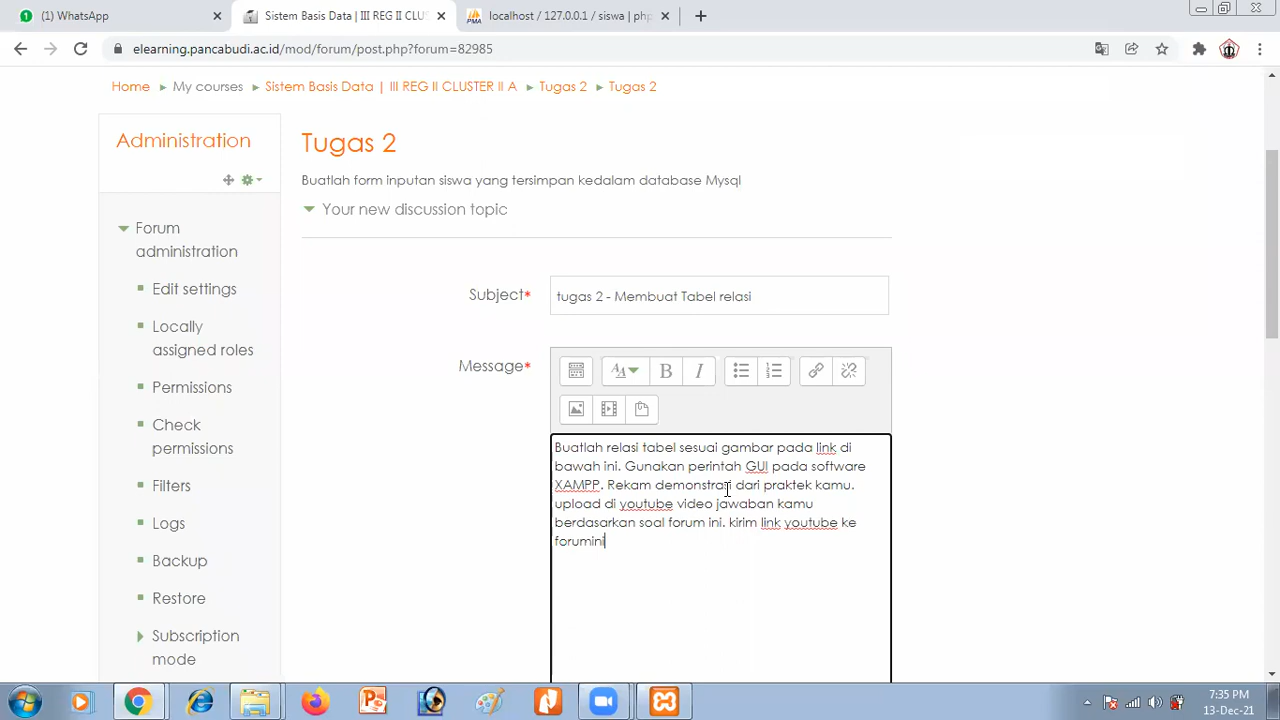 (1) WhatsApp
Sistem Basis Data | III REG II CLUS
localhost / 127.0.0.1 / siswa | php
elearning.pancabudi.ac.id/mod/forum/post.php?forum=82985
Home ▸ My courses ▸ Sistem Basis Data | III REG II CLUSTER II A ▸ Tugas 2 ▸ Tugas 2
Administration
Forum
administration
Edit settings
Locally
assigned roles
Permissions
Check
permissions
Filters
Logs
Backup
Restore
Subscription
mode
Tugas 2
Buatlah form inputan siswa yang tersimpan kedalam database Mysql
Your new discussion topic
Subject*
tugas 2 - Membuat Tabel relasi
Message*
Buatlah relasi tabel sesuai gambar pada link di
bawah ini. Gunakan perintah GUI pada software
XAMPP. Rekam demonstrasi dari praktek kamu.
upload di youtube video jawaban kamu
berdasarkan soal forum ini. kirim link youtube ke
forumini
7:35 PM
13-Dec-21